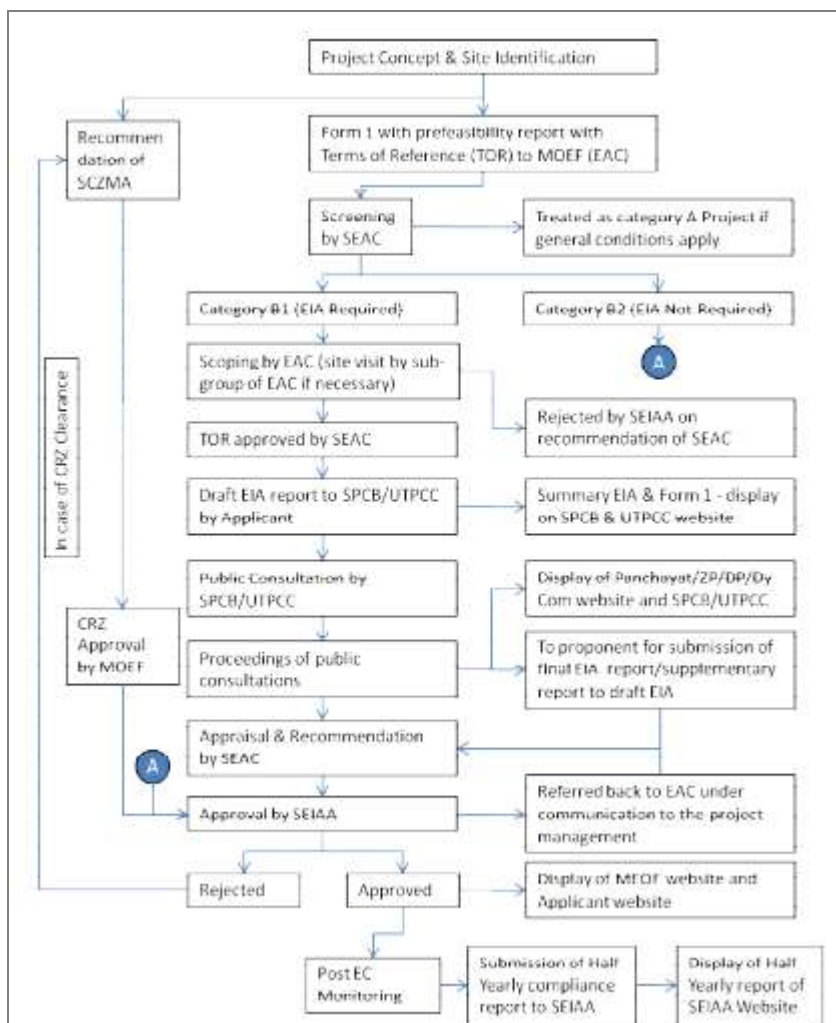 Project Concept & Site Identification
Recommen
dation of
SCZMA
Form 1 with prefeasibility report with
Terms of Reference (TOR) to MOEF (EAC)
Screening
by SEAC
Treated as category A Project if
general conditions apply
Category B1 (EIA Required)
Category B2 (EIA Not Required)
A
Scoping by EAC (site visit by sub-
group of EAC if necessary)
Rejected by SEIAA on
recommendation of SEAC
TOR approved by SEAC
In case of CRZ Clearance
Draft EIA report to SPCB/UTPCC
by Applicant
Summary EIA & Form 1 - display
on SPCB & UTPCC website
Public Consultation by
SPCB/UTPCC
Display of Panchayat/ZP/DP/Dy
Com website and SPCB/UTPCC
CRZ
Approval
by MOEF
Proceedings of public
consultations
To proponent for submission of
final EIA report/supplementary
report to draft EIA
Appraisal & Recommendation
by SEAC
A
Approval by SEIAA
Referred back to EAC under
communication to the project
management
Rejected
Approved
Display of MEOF website and
Applicant website
Post EC
Monitoring
Submission of Half
Yearly compliance
report to SEIAA
Display of Half
Yearly report of
SEIAA Website